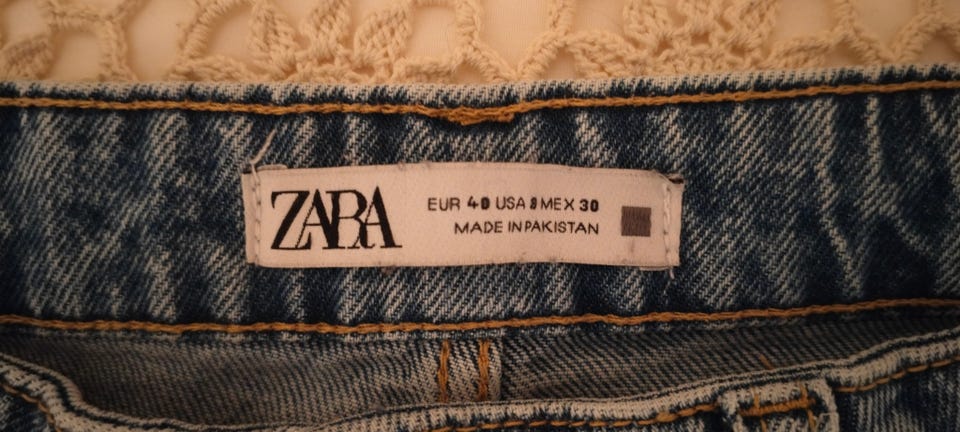 ZARA
EUR 40 USA 8 MEX 30
MADE IN PAKISTAN